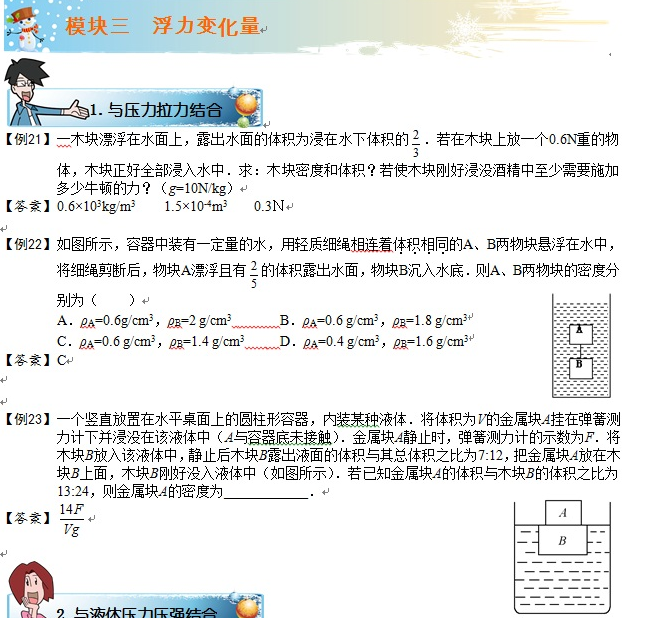 模块三 浮力变化量
1. 与压力拉力结合
【例21】一木块漂浮在水面上，露出水面的体积为浸在水下体积的2/3．若在木块上放一个0.6N重的物
体，木块正好全部浸入水中．求：木块密度和体积？若使木块刚好浸没酒精中至少需要施加
多少牛顿的力？（g=10N/kg）
【答案】0.6×10³kg/m³ 1.5×10⁻⁴m³ 0.3N
【例22】如图所示，容器中装有一定量的水，用轻质细绳相连着体积相同的A、B两物块悬浮在水中，
将细绳剪断后，物块A漂浮且有2/5的体积露出水面，物块B沉入水底．则A、B两物块的密度分
别为（ ）
A．ρA=0.6g/cm³，ρB=2 g/cm³ B．ρA=0.6 g/cm³，ρB=1.8 g/cm³
C．ρA=0.6 g/cm³，ρB=1.4 g/cm³ D．ρA=0.4 g/cm³，ρB=1.6 g/cm³
【答案】C
A
B
【例23】一个竖直放置在水平桌面上的圆柱形容器，内装某种液体．将体积为V的金属块A挂在弹簧测
力计下并浸没在该液体中（A与容器底未接触）．金属块A静止时，弹簧测力计的示数为F．将
木块B放入该液体中，静止后木块B露出液面的体积与其总体积之比为7:12，把金属块A放在木
块B上面，木块B刚好没入液体中（如图所示）．若已知金属块A的体积与木块B的体积之比为
13:24，则金属块A的密度为____________．
【答案】14F/Vg
A
B
2. 与液体压力压强结合